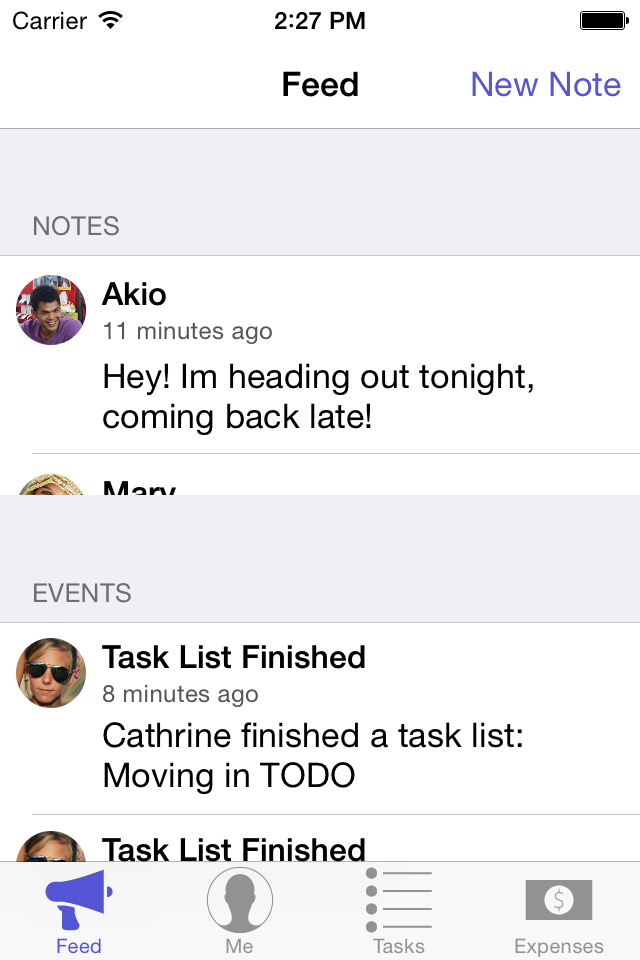 Carrier 2:27 PM
Feed New Note
NOTES
Akio
11 minutes ago
Hey! Im heading out tonight,
coming back late!
Mary
EVENTS
Task List Finished
8 minutes ago
Cathrine finished a task list:
Moving in TODO
Task List Finished
$
Feed Me Tasks Expenses